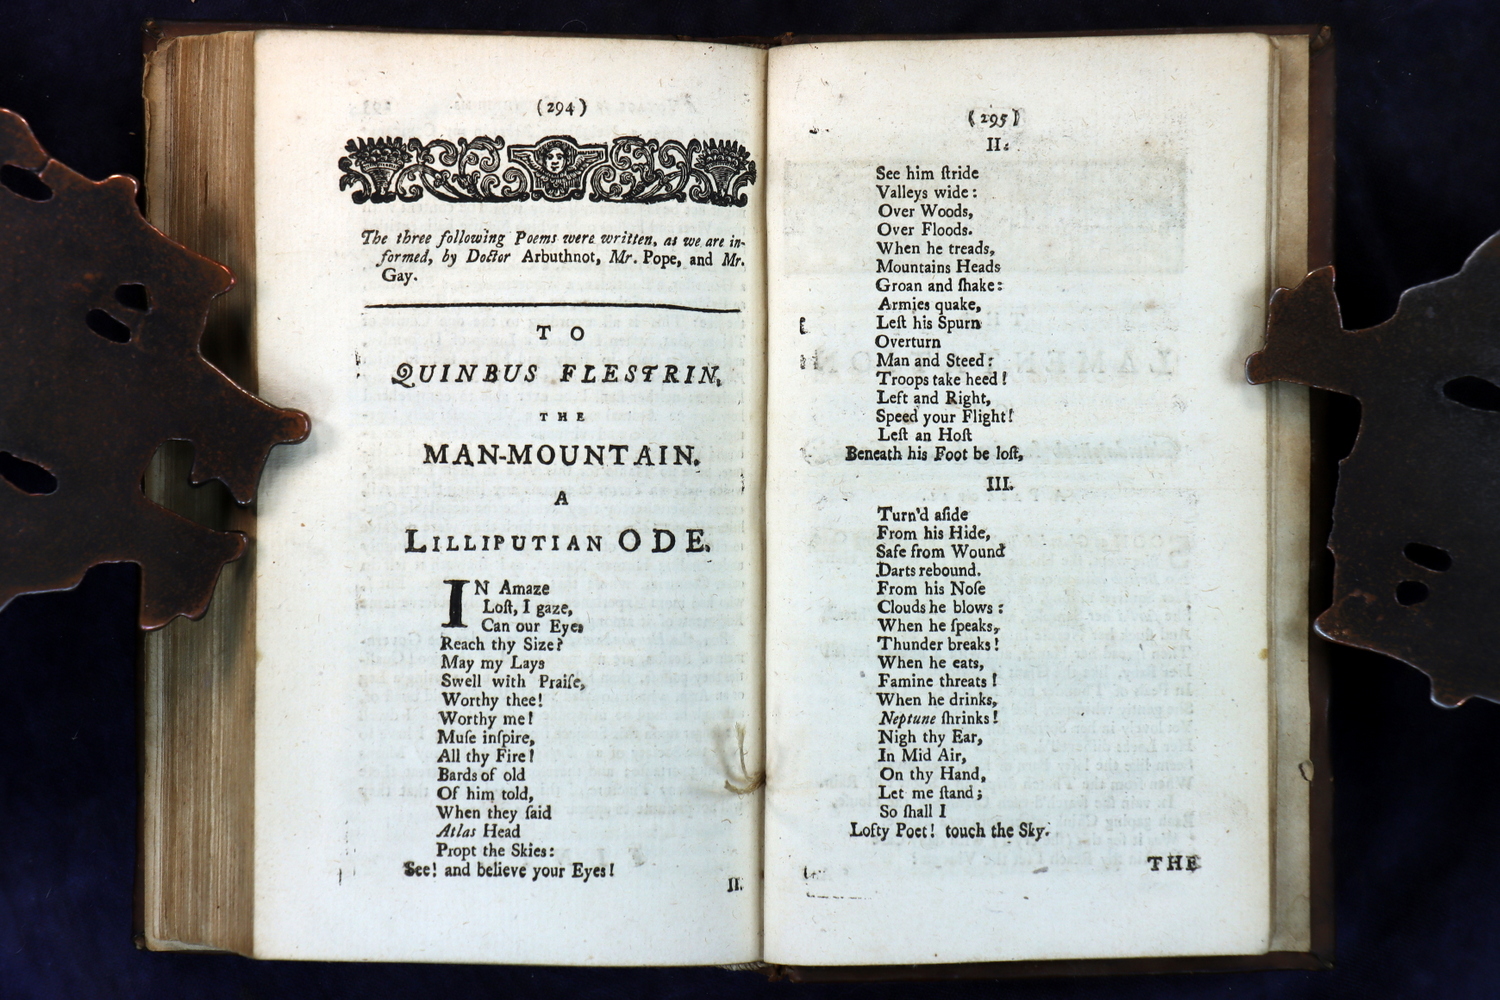 (294)
The three following Poems were written, as we are in-
formed, by Doctor Arbuthnot, Mr. Pope, and Mr.
Gay.
TO
QUINBUS FLESTRIN,
THE
MAN-MOUNTAIN.
A
LILLIPUTIAN ODE.
IN Amaze
Loſt, I gaze,
Can our Eyes
Reach thy Size?
May my Lays
Swell with Praiſe,
Worthy thee!
Worthy me!
Muſe inſpire,
All thy Fire!
Bards of old
Of him told,
When they ſaid
Atlas Head
Propt the Skies:
See! and believe your Eyes!
II.
(295)
II.
See him ſtride
Valleys wide:
Over Woods,
Over Floods.
When he treads,
Mountains Heads
Groan and ſhake:
Armies quake,
Leſt his Spurn
Overturn
Man and Steed:
Troops take heed!
Left and Right,
Speed your Flight!
Leſt an Hoſt
Beneath his Foot be loſt,
III.
Turn'd aſide
From his Hide,
Safe from Wound
Darts rebound.
From his Noſe
Clouds he blows:
When he ſpeaks,
Thunder breaks!
When he eats,
Famine threats!
When he drinks,
Neptune ſhrinks!
Nigh thy Ear,
In Mid Air,
On thy Hand,
Let me ſtand;
So ſhall I
Lofty Poet! touch the Sky.
THE